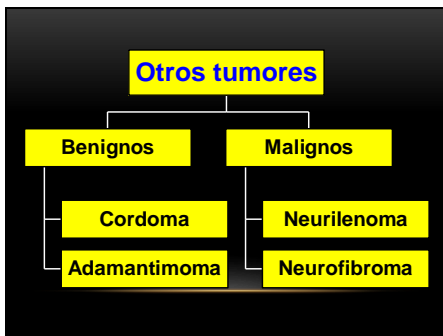 Otros tumores
Benignos
Malignos
Cordoma
Neurilenoma
Adamantimoma
Neurofibroma